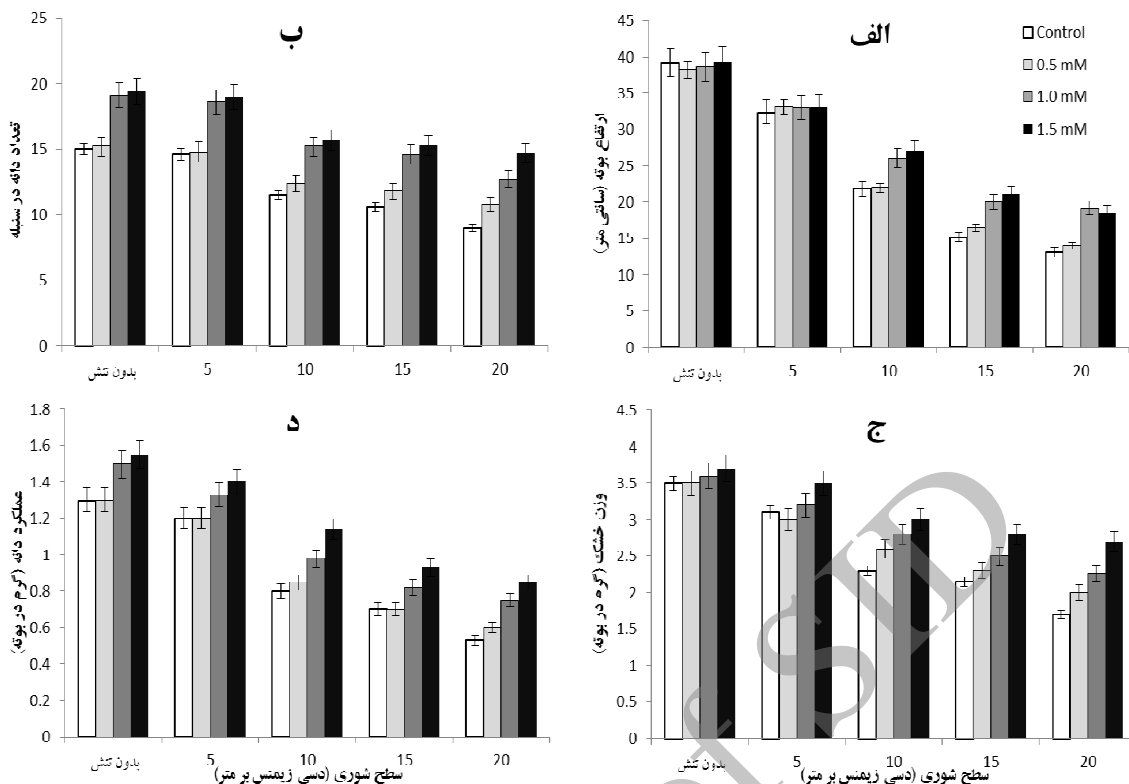 الف
ارتفاع بوته (سانتی متر)
45
40
35
30
25
20
15
10
5
0
بدون تنش
5
10
15
20
Control
0.5 mM
1.0 mM
1.5 mM
ب
تعداد دانه در سنبله
25
20
15
10
5
0
بدون تنش
5
10
15
20
ج
وزن خشک (گرم در بوته)
4.5
4
3.5
3
2.5
2
1.5
1
0.5
0
بدون تنش
5
10
15
20
سطح شوری (دسی زیمنس بر متر)
د
عملکرد دانه (گرم در بوته)
1.8
1.6
1.4
1.2
1
0.8
0.6
0.4
0.2
0
بدون تنش
5
10
15
20
سطح شوری (دسی زیمنس بر متر)
of SID